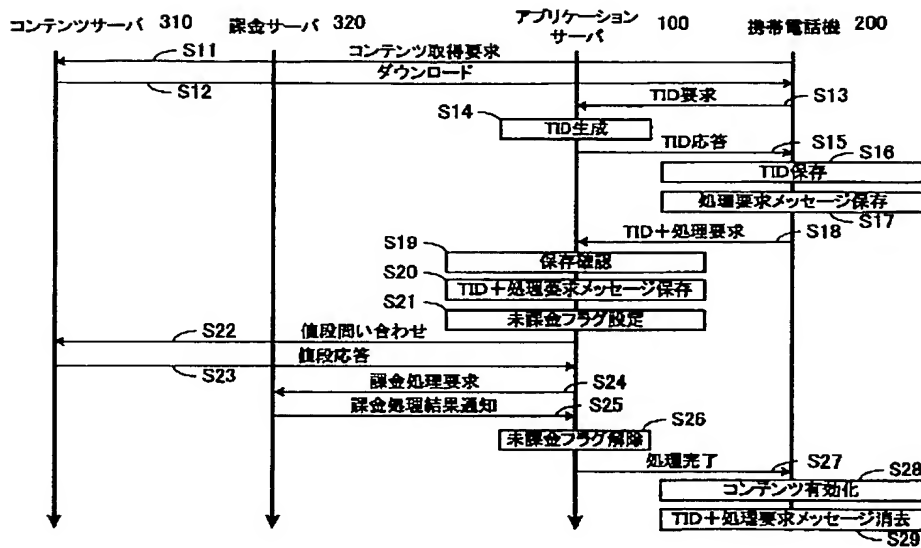 コンテンツサーバ 310
課金サーバ 320
アプリケーションサーバ 100
携帯電話機 200
S11
コンテンツ取得要求
ダウンロード
S12
TID要求
S13
S14
TID生成
TID応答
S15
S16
TID保存
処理要求メッセージ保存
S17
TID+処理要求
S18
S19
保存確認
S20
TID+処理要求メッセージ保存
S21
未課金フラグ設定
S22
値段問い合わせ
値段応答
S23
課金処理要求
S24
課金処理結果通知
S25
S26
未課金フラグ解除
処理完了
S27
S28
コンテンツ有効化
TID+処理要求メッセージ消去
S29